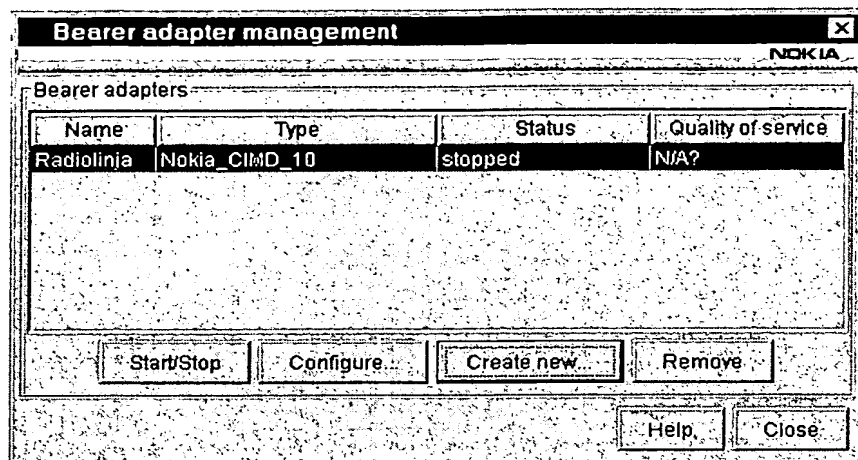 Bearer adapter management
NOKIA
Bearer adapters
Name Type Status Quality of service
Radiolinja Nokia_CIMD_10 stopped N/A?
Start/Stop Configure... Create new... Remove
Help Close